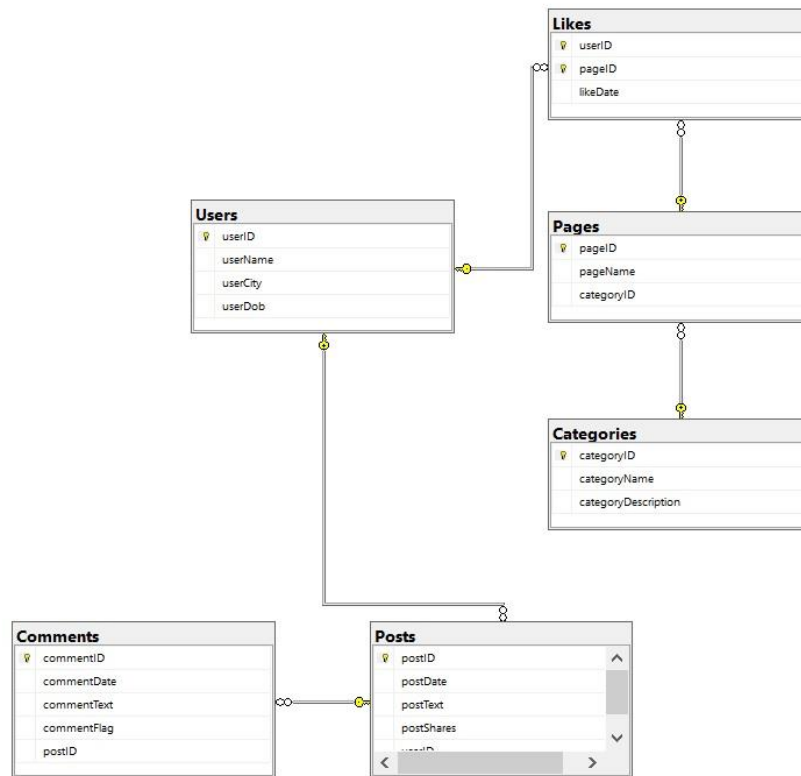 Likes
userID
pageID
likeDate
Users
userID
userName
userCity
userDob
Pages
pageID
pageName
categoryID
Categories
categoryID
categoryName
categoryDescription
Comments
commentID
commentDate
commentText
commentFlag
postID
Posts
postID
postDate
postText
postShares
userID